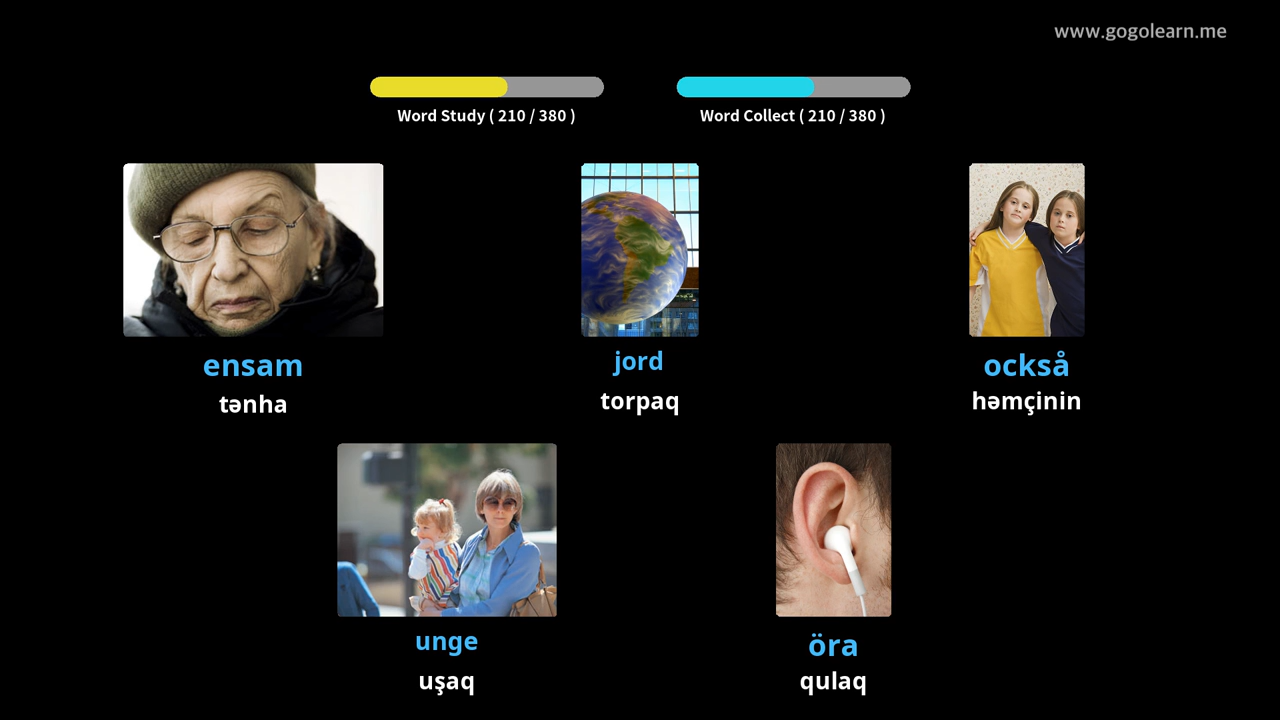 www.gogolearn.me
Word Study ( 210 / 380 )
Word Collect ( 210 / 380 )
ensam
tənha
jord
torpaq
också
həmçinin
unge
uşaq
öra
qulaq